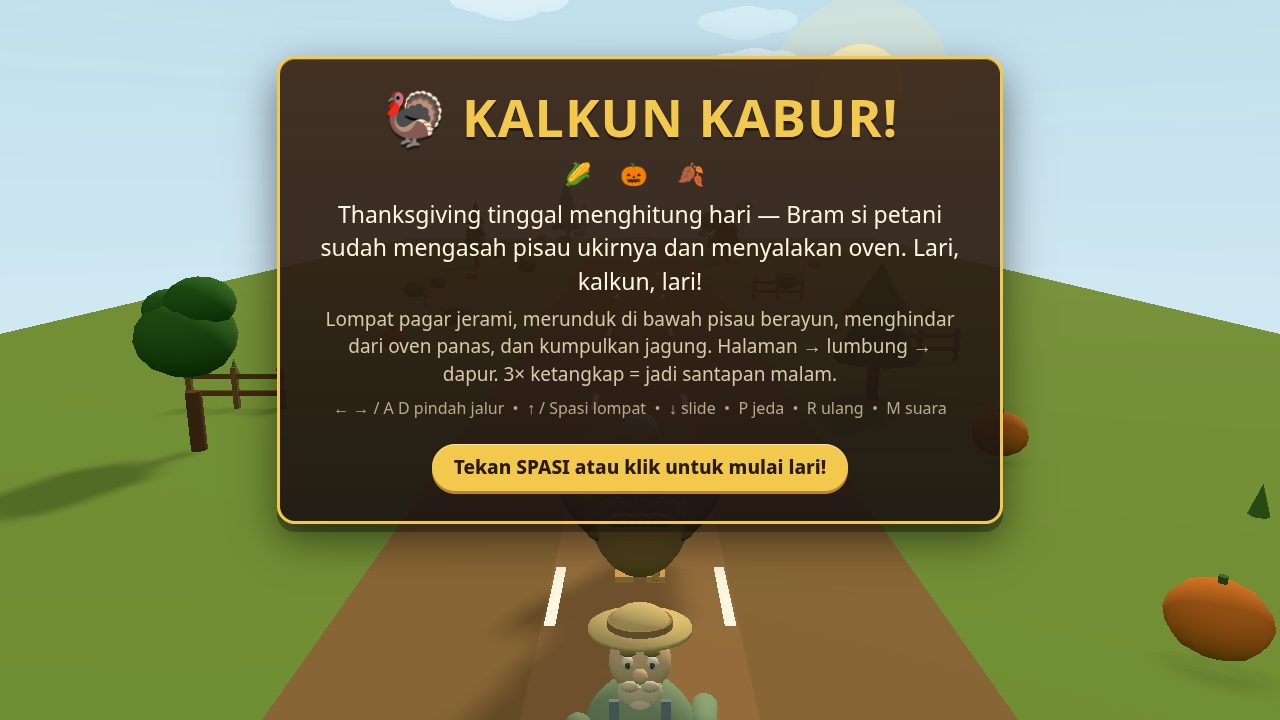 KALKUN KABUR!
Thanksgiving tinggal menghitung hari — Bram si petani
sudah mengasah pisau ukirnya dan menyalakan oven. Lari,
kalkun, lari!
Lompat pagar jerami, merunduk di bawah pisau berayun, menghindar
dari oven panas, dan kumpulkan jagung. Halaman → lumbung →
dapur. 3× ketangkap = jadi santapan malam.
← → / A D pindah jalur • ↑ / Spasi lompat • ↓ slide • P jeda • R ulang • M suara
Tekan SPASI atau klik untuk mulai lari!